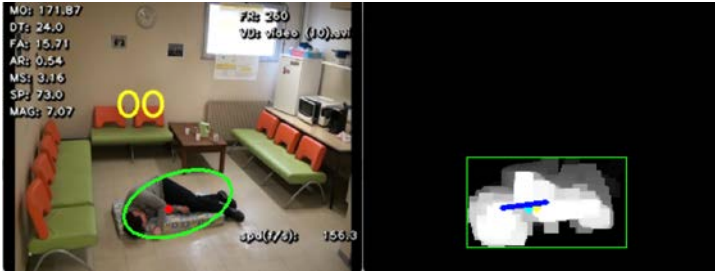 MO: 171.87
DT: 24.0
FA: 15.71
AR: 0.54
MS: 3.16
SP: 73.0
MAG: 7.07
FR: 260
VD: video (10).avi
spd(f/s): 156.3